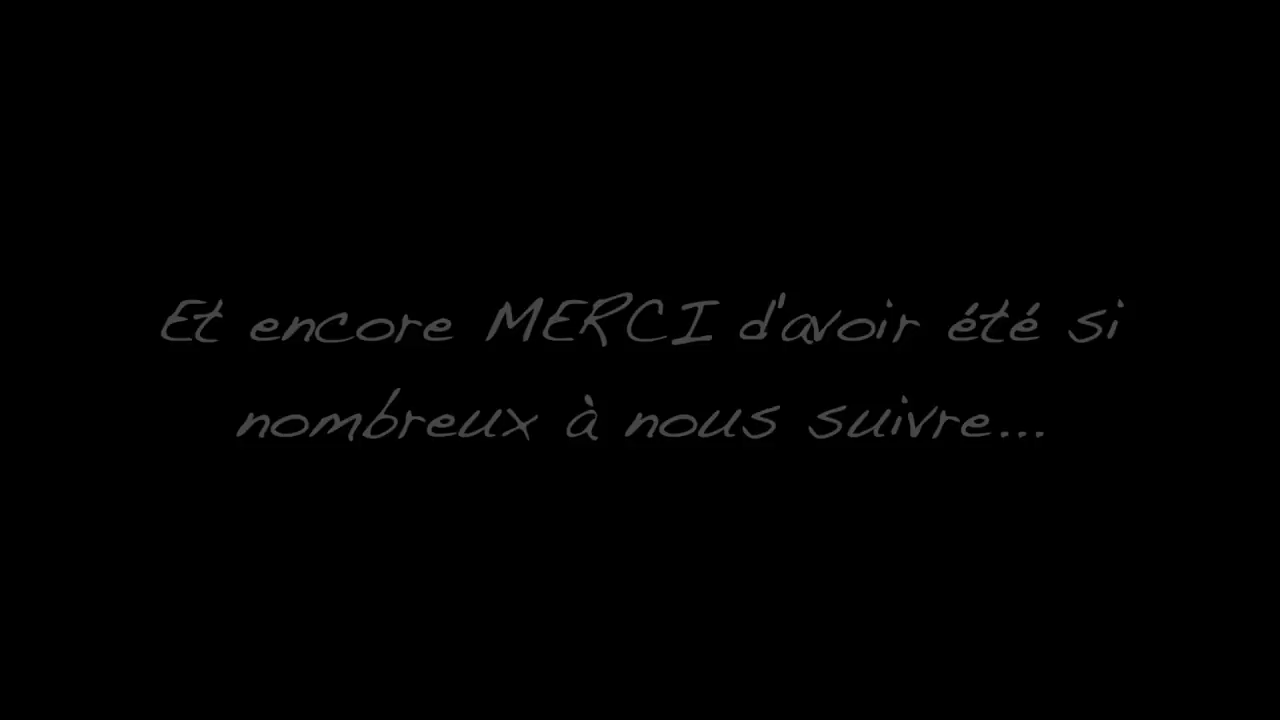 Et encore MERCI d'avoir été si
nombreux à nous suivre...